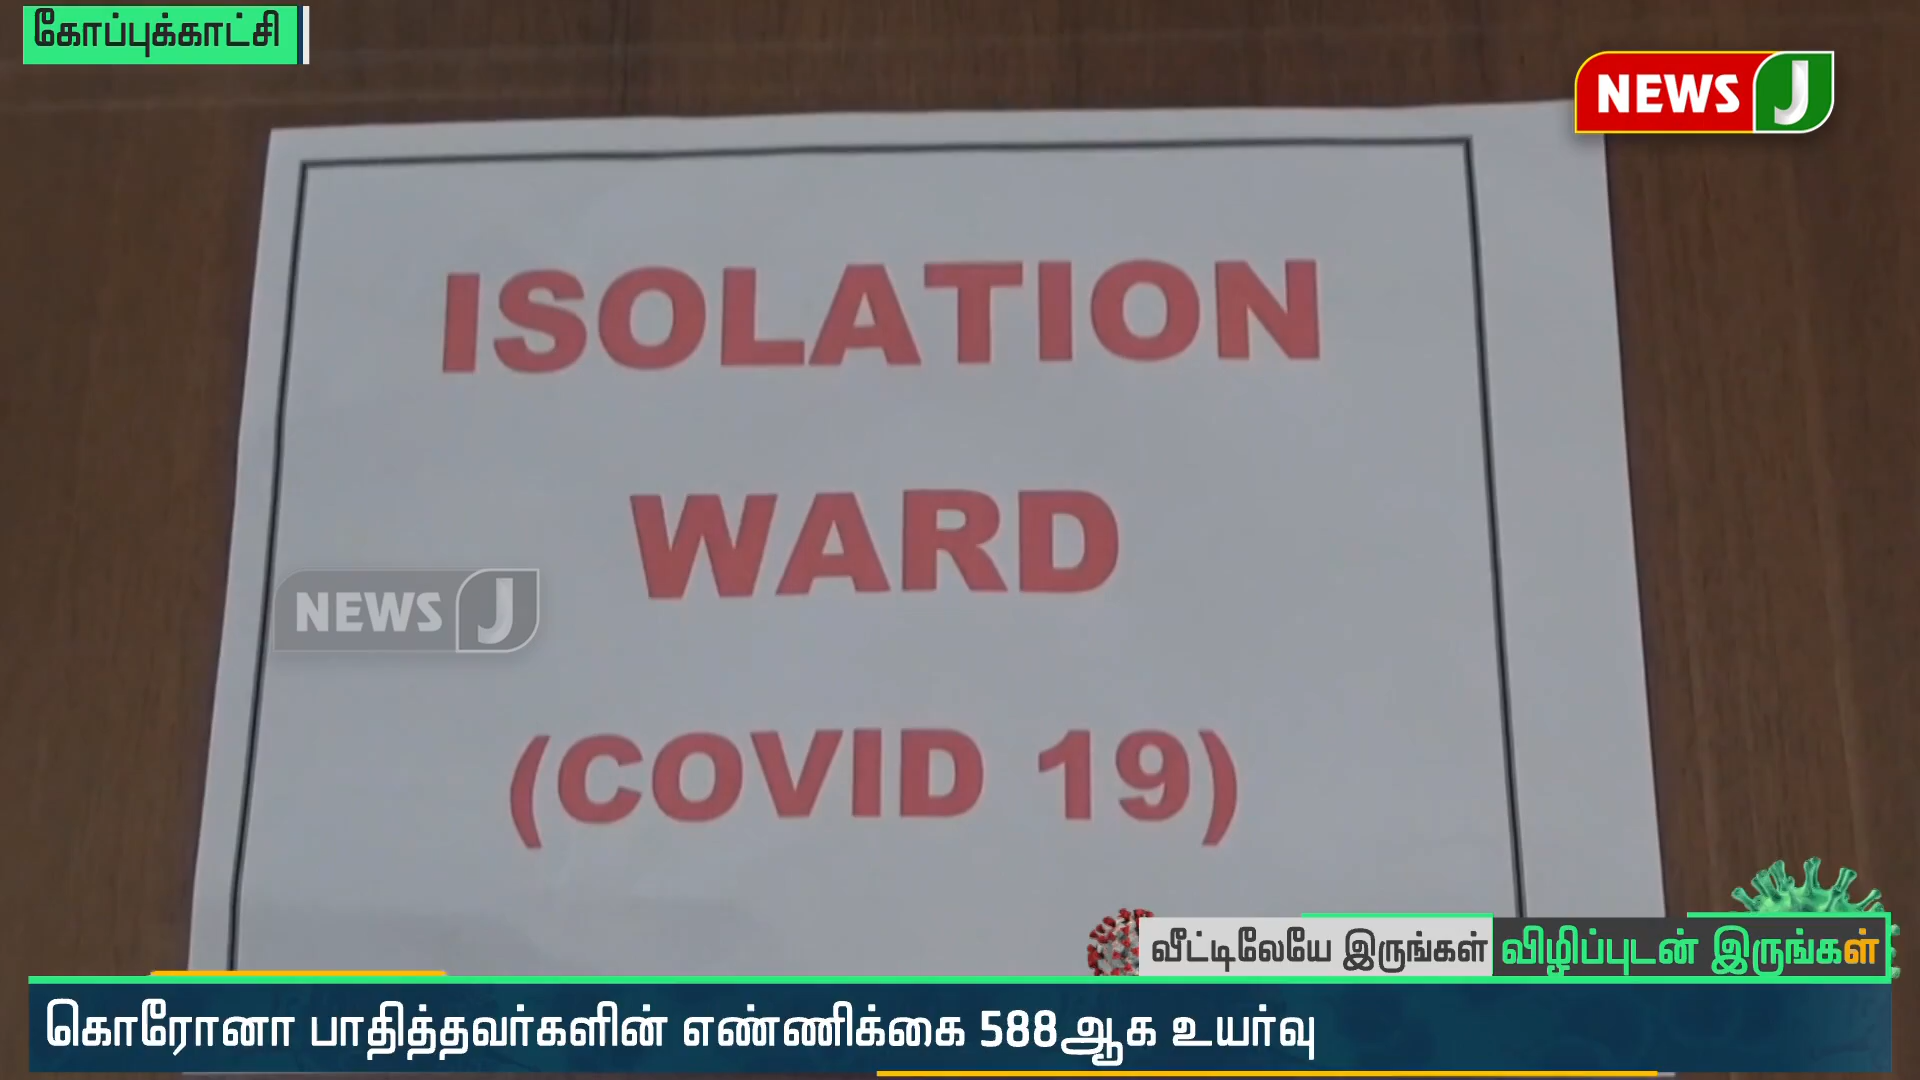 கோப்புக்காட்சி
NEWS J
ISOLATION
WARD
NEWS J
(COVID 19)
வீட்டிலேயே இருங்கள் விழிப்புடன் இருங்கள்
கொரோனா பாதித்தவர்களின் எண்ணிக்கை 588ஆக உயர்வு